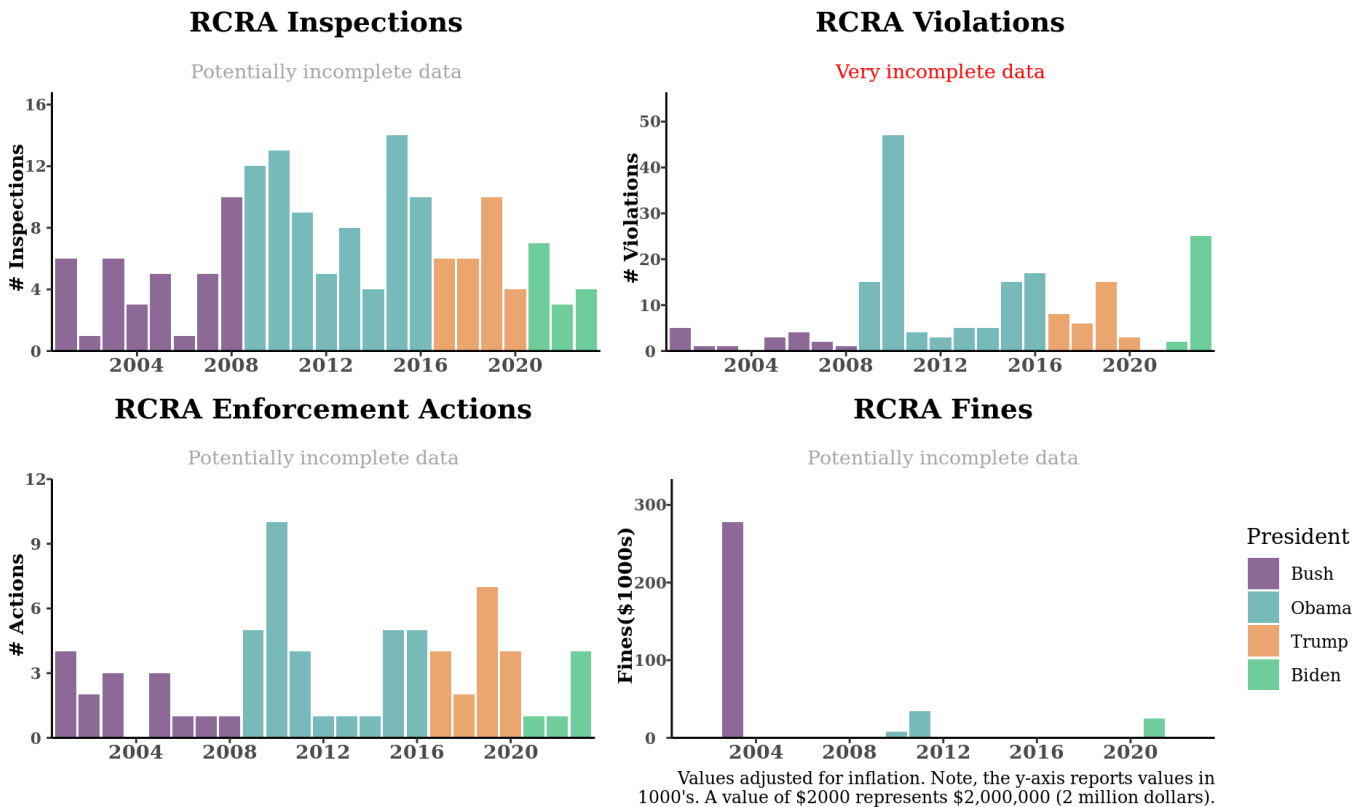 RCRA Inspections
Potentially incomplete data
# Inspections
16
12
8
4
0
2004 2008 2012 2016 2020
RCRA Violations
Very incomplete data
# Violations
50
40
30
20
10
0
2004 2008 2012 2016 2020
RCRA Enforcement Actions
Potentially incomplete data
# Actions
12
9
6
3
0
2004 2008 2012 2016 2020
RCRA Fines
Potentially incomplete data
Fines($1000s)
300
200
100
0
2004 2008 2012 2016 2020
President
Bush
Obama
Trump
Biden
Values adjusted for inflation. Note, the y-axis reports values in
1000's. A value of $2000 represents $2,000,000 (2 million dollars).